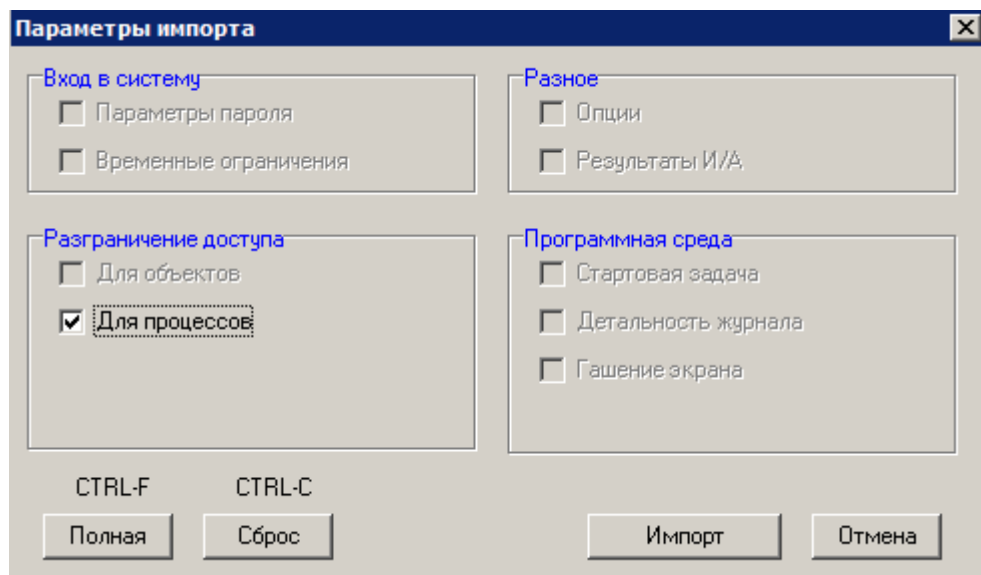 Параметры импорта
Вход в систему
Параметры пароля
Временные ограничения
Разное
Опции
Результаты И/А
Разграничение доступа
Для объектов
Для процессов
Программная среда
Стартовая задача
Детальность журнала
Гашение экрана
CTRL-F CTRL-C
Полная Сброс Импорт Отмена